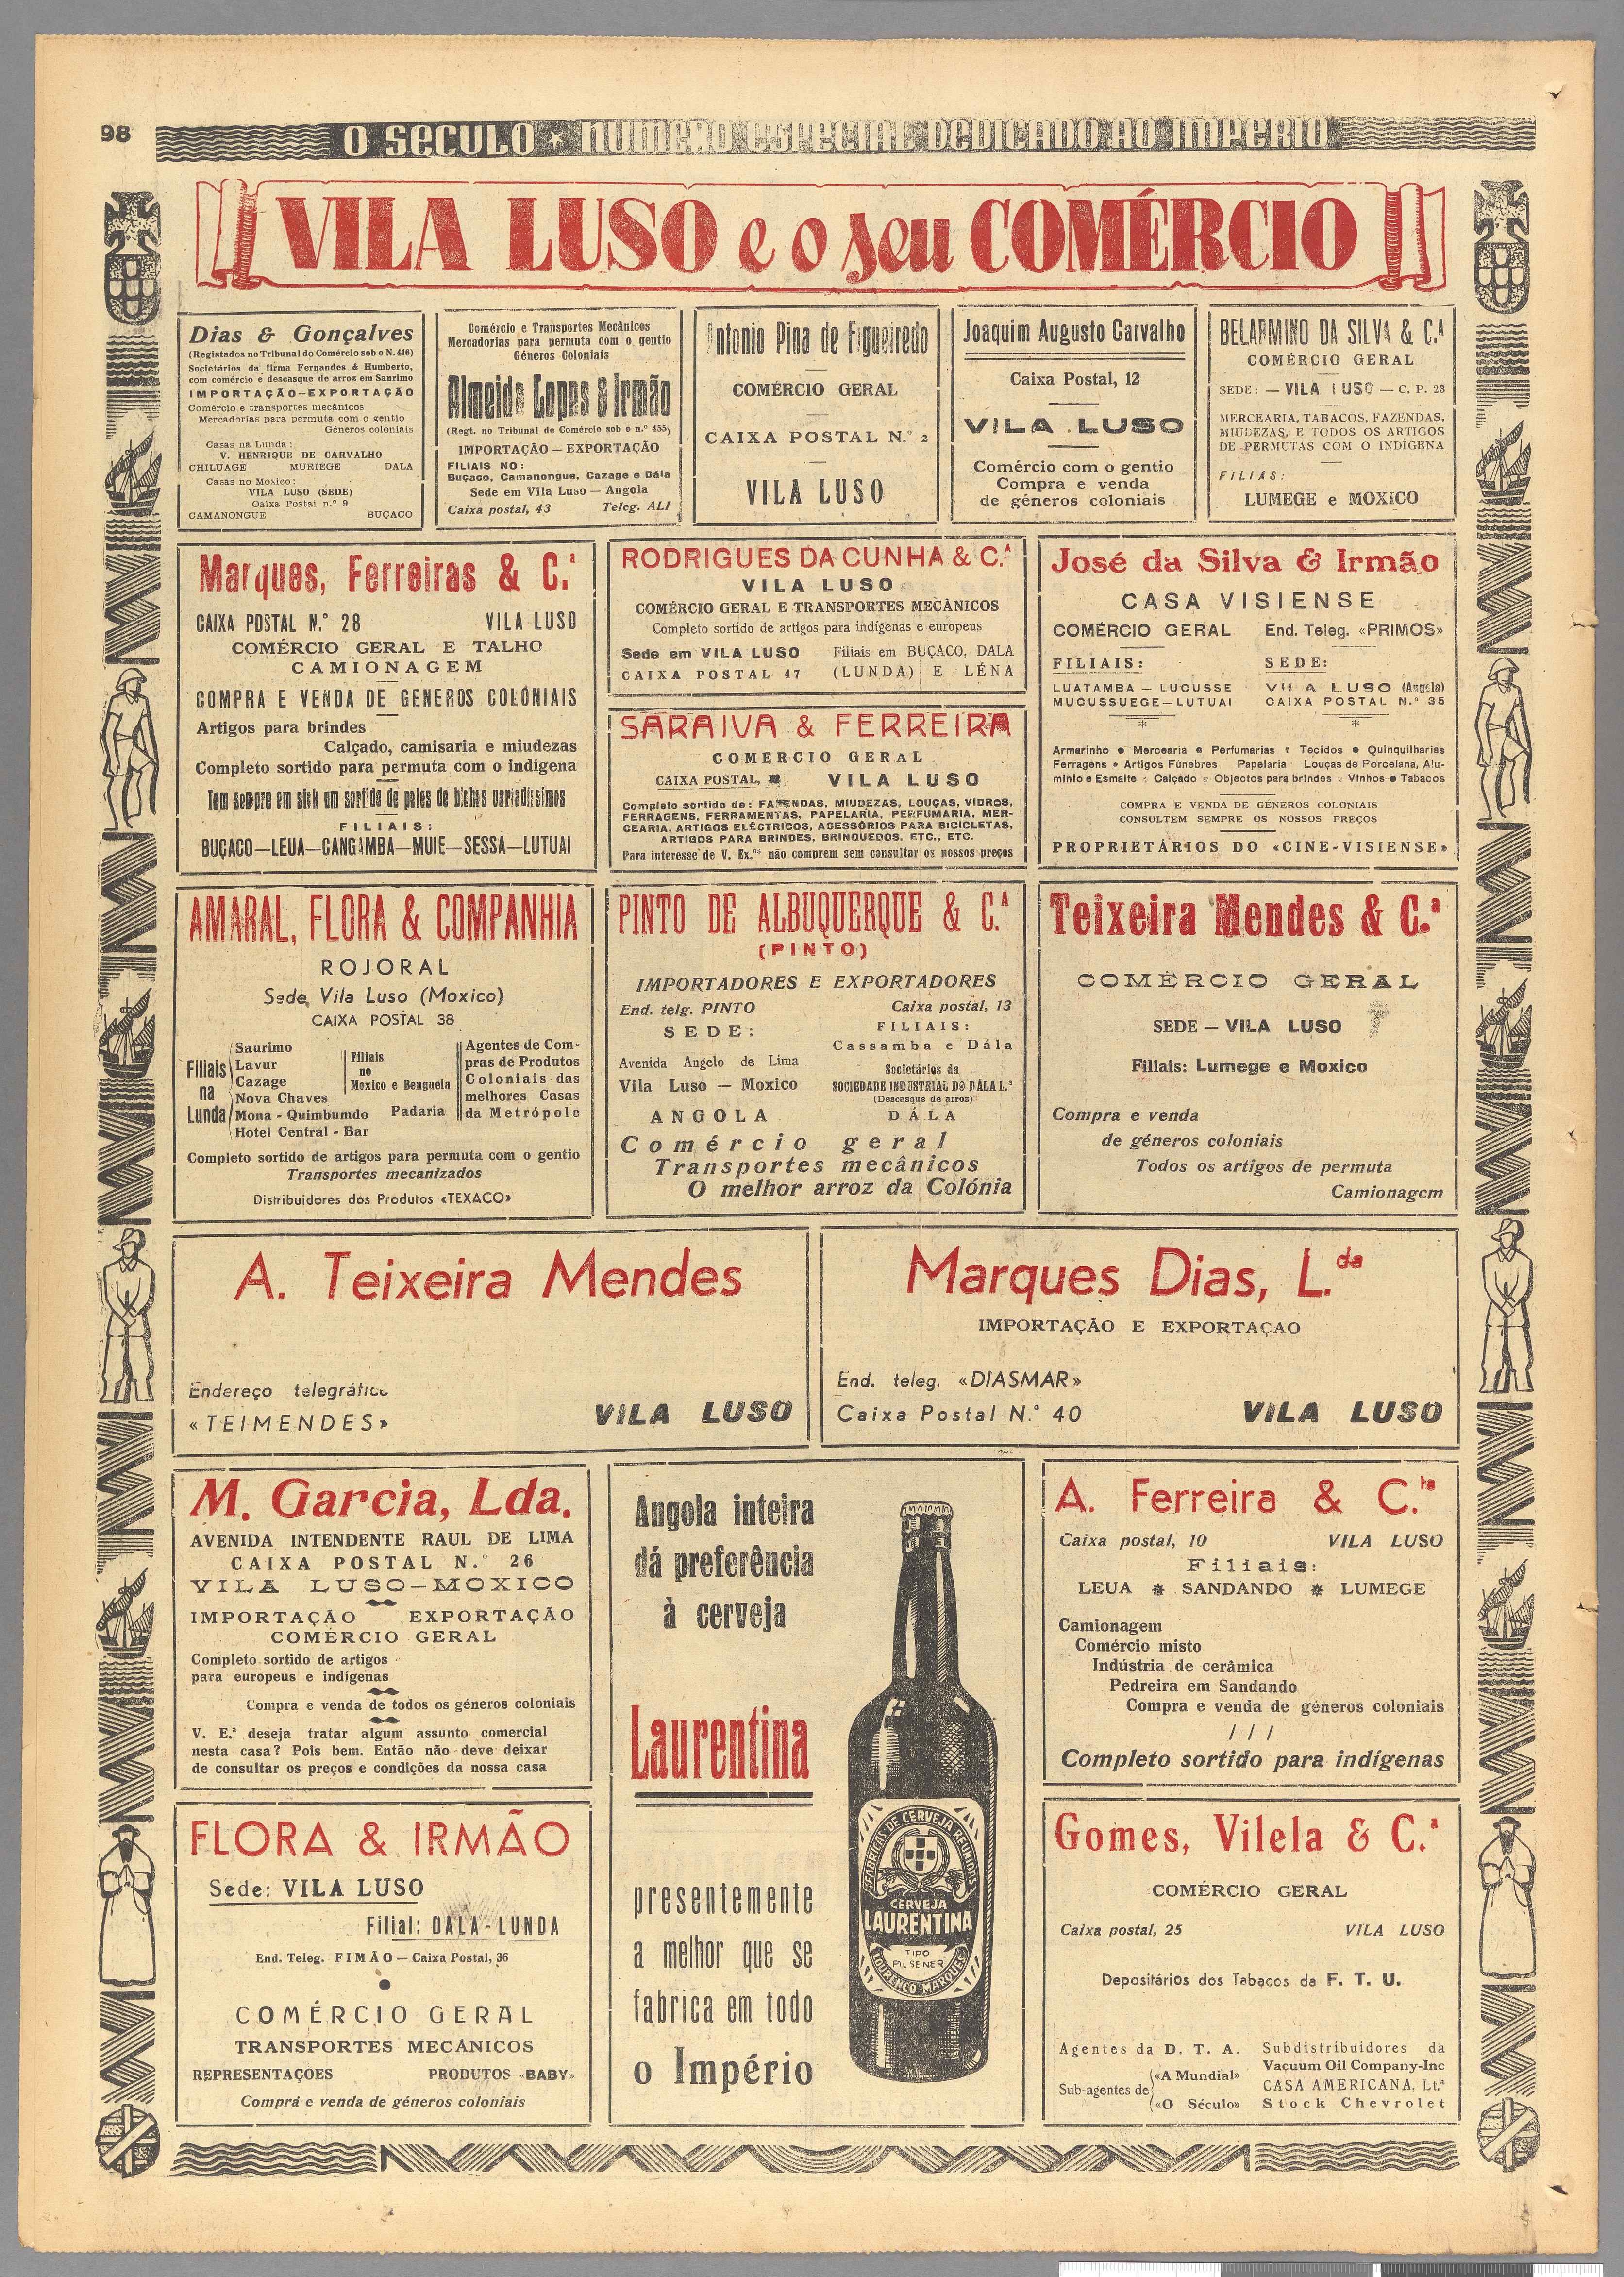 98
O SECULO * NUMERO ESPECIAL DEDICADO AO IMPERIO
VILA LUSO e o seu COMÉRCIO
Dias & Gonçalves
(Registados no Tribunal do Comércio sob o N. 416)
Societários da firma Fernandes & Humberto,
com comércio e descasque de arroz em Sanrimo
IMPORTAÇÃO-EXPORTAÇÃO
Comércio e transportes mecânicos
Mercadorias para permuta com o gentio
Géneros coloniais
Casas na Lunda:
V. HENRIQUE DE CARVALHO
CHILUAGE MURIEGE DALA
Casas no Moxico:
VILA LUSO (SEDE)
Caixa Postal n.º 9
CAMANONGUE BUÇACO
Comércio e Transportes Mecânicos
Mercadorias para permuta com o gentio
Géneros Coloniais
Almeida Lopes & Irmão
(Regt. no Tribunal do Comércio sob o n.º 455)
IMPORTAÇÃO — EXPORTAÇÃO
FILIAIS NO:
Buçaco, Camanongue, Cazage e Dála
Sede em Vila Luso — Angola
Caixa postal, 43 Teleg. ALI
António Pina de Figueiredo
COMÉRCIO GERAL
CAIXA POSTAL N.º 2
VILA LUSO
Joaquim Augusto Carvalho
Caixa Postal, 12
VILA LUSO
Comércio com o gentio
Compra e venda
de géneros coloniais
BELARMINO DA SILVA & C.ª
COMÉRCIO GERAL
SEDE: — VILA LUSO — C. P. 23
MERCEARIA, TABACOS, FAZENDAS,
MIUDEZAS, E TODOS OS ARTIGOS
DE PERMUTAS COM O INDÍGENA
FILIAS:
LUMEGE e MOXICO
Marques, Ferreiras & C.ª
CAIXA POSTAL N.º 28 VILA LUSO
COMÉRCIO GERAL E TALHO
CAMIONAGEM
COMPRA E VENDA DE GENEROS COLONIAIS
Artigos para brindes
Calçado, camisaria e miudezas
Completo sortido para permuta com o indígena
Tem sempre em stok um sortido de peles de bichos variadissimos
FILIAIS:
BUÇACO—LEUA—CANGAMBA—MUIE—SESSA—LUTUAI
RODRIGUES DA CUNHA & C.ª
VILA LUSO
COMÉRCIO GERAL E TRANSPORTES MECÂNICOS
Completo sortido de artigos para indígenas e europeus
Sede em VILA LUSO Filiais em BUÇACO, DALA
CAIXA POSTAL 47 (LUNDA) E LÉNA
SARAIVA & FERREIRA
COMERCIO GERAL
CAIXA POSTAL, VILA LUSO
Completo sortido de: FAZENDAS, MIUDEZAS, LOUÇAS, VIDROS,
FERRAGENS, FERRAMENTAS, PAPELARIA, PERFUMARIA, MER-
CEARIA, ARTIGOS ELÉCTRICOS, ACESSÓRIOS PARA BICICLETAS,
ARTIGOS PARA BRINDES, BRINQUEDOS, ETC., ETC.
Para interesse de V. Ex.ªs não comprem sem consultar os nossos preços
José da Silva & Irmão
CASA VISIENSE
COMÉRCIO GERAL End. Teleg. «PRIMOS»
FILIAIS: SEDE:
LUATAMBA — LUCUSSE VILA LUSO (Angola)
MUCUSSUEGE—LUTUAI CAIXA POSTAL N.º 35
* *
Armarinho • Mercearia • Perfumarias • Tecidos • Quinquilharias
Ferragens • Artigos Fúnebres Papelaria Louças de Porcelana, Alu-
minio e Esmalte • Calçado • Objectos para brindes • Vinhos • Tabacos
COMPRA E VENDA DE GÉNEROS COLONIAIS
CONSULTEM SEMPRE OS NOSSOS PREÇOS
PROPRIETÁRIOS DO «CINE-VISIENSE»
AMARAL, FLORA & COMPANHIA
ROJORAL
Sede, Vila Luso (Moxico)
CAIXA POSTAL 38
Filiais na Lunda
Saurimo
Lavur
Cazage
Nova Chaves
Mona - Quimbumdo
Hotel Central - Bar
Filiais
no
Moxico e Benguela
Padaria
Agentes de Com-
pras de Produtos
Coloniais das
melhores Casas
da Metrópole
Completo sortido de artigos para permuta com o gentio
Transportes mecanizados
Distribuidores dos Produtos «TEXACO»
PINTO DE ALBUQUERQUE & C.ª
(PINTO)
IMPORTADORES E EXPORTADORES
End. telg. PINTO Caixa postal, 13
SEDE: FILIAIS:
Cassamba e Dála
Avenida Angelo de Lima
Vila Luso — Moxico
ANGOLA
Societários da
SOCIEDADE INDUSTRIAL DO DÁLA L.ª
(Descasque de arroz)
DÁLA
Comércio geral
Transportes mecânicos
O melhor arroz da Colónia
Teixeira Mendes & C.ª
COMÉRCIO GERAL
SEDE — VILA LUSO
Filiais: Lumege e Moxico
Compra e venda
de géneros coloniais
Todos os artigos de permuta
Camionagem
A. Teixeira Mendes
Endereço telegráfico
«TEIMENDES» VILA LUSO
Marques Dias, L.da
IMPORTAÇÃO E EXPORTAÇAO
End. teleg. «DIASMAR»
Caixa Postal N.º 40 VILA LUSO
M. Garcia, Lda.
AVENIDA INTENDENTE RAUL DE LIMA
CAIXA POSTAL N.º 26
VILA LUSO—MOXICO
IMPORTAÇÃO EXPORTAÇÃO
COMÉRCIO GERAL
Completo sortido de artigos
para europeus e indígenas
Compra e venda de todos os géneros coloniais
V. E.ª deseja tratar algum assunto comercial
nesta casa? Pois bem. Então não deve deixar
de consultar os preços e condições da nossa casa
Angola inteira
dá preferência
à cerveja
Laurentina
presentemente
a melhor que se
fabrica em todo
o Império
FABRICAS DE CERVEJA REUNIDAS
CERVEJA
LAURENTINA
TIPO
PILSENER
LOURENÇO MARQUES
A. Ferreira & C.ia
Caixa postal, 10 VILA LUSO
Filiais:
LEUA * SANDANDO * LUMEGE
Camionagem
Comércio misto
Indústria de cerâmica
Pedreira em Sandando
Compra e venda de géneros coloniais
/ / /
Completo sortido para indígenas
FLORA & IRMÃO
Sede: VILA LUSO
Filial: DALA-LUNDA
End. Teleg. FIMÃO — Caixa Postal, 36
COMÉRCIO GERAL
TRANSPORTES MECÂNICOS
REPRESENTAÇOES PRODUTOS «BABY»
Compra e venda de géneros coloniais
Gomes, Vilela & C.ª
COMÉRCIO GERAL
Caixa postal, 25 VILA LUSO
Depositários dos Tabacos da F. T. U.
Agentes da D. T. A.
Sub-agentes de «A Mundial»
«O Século»
Subdistribuidores da
Vacuum Oil Company-Inc
CASA AMERICANA, Lt.ª
Stock Chevrolet